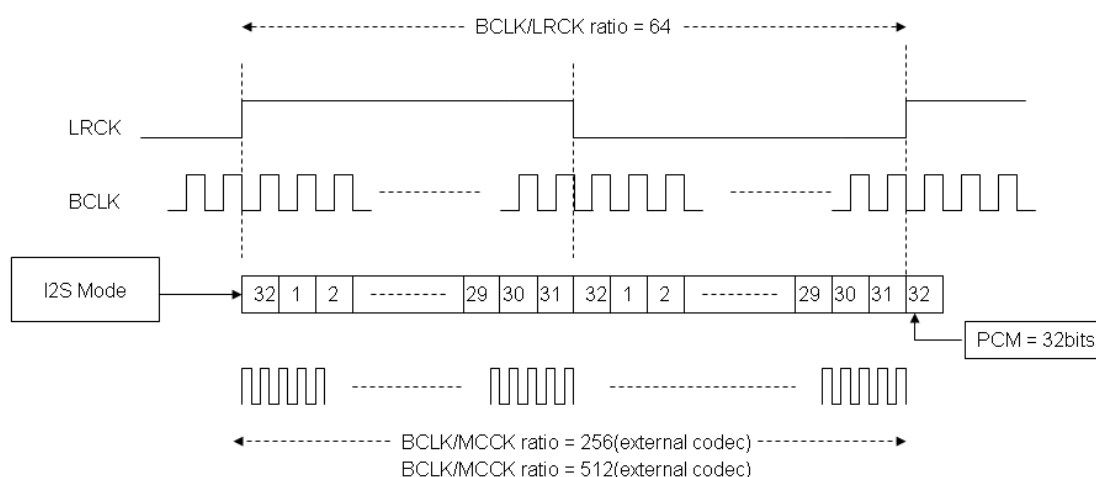 BCLK/LRCK ratio = 64
LRCK
BCLK
I2S Mode
32 1 2 29 30 31 32 1 2 29 30 31 32
PCM = 32bits
BCLK/MCCK ratio = 256(external codec)
BCLK/MCCK ratio = 512(external codec)